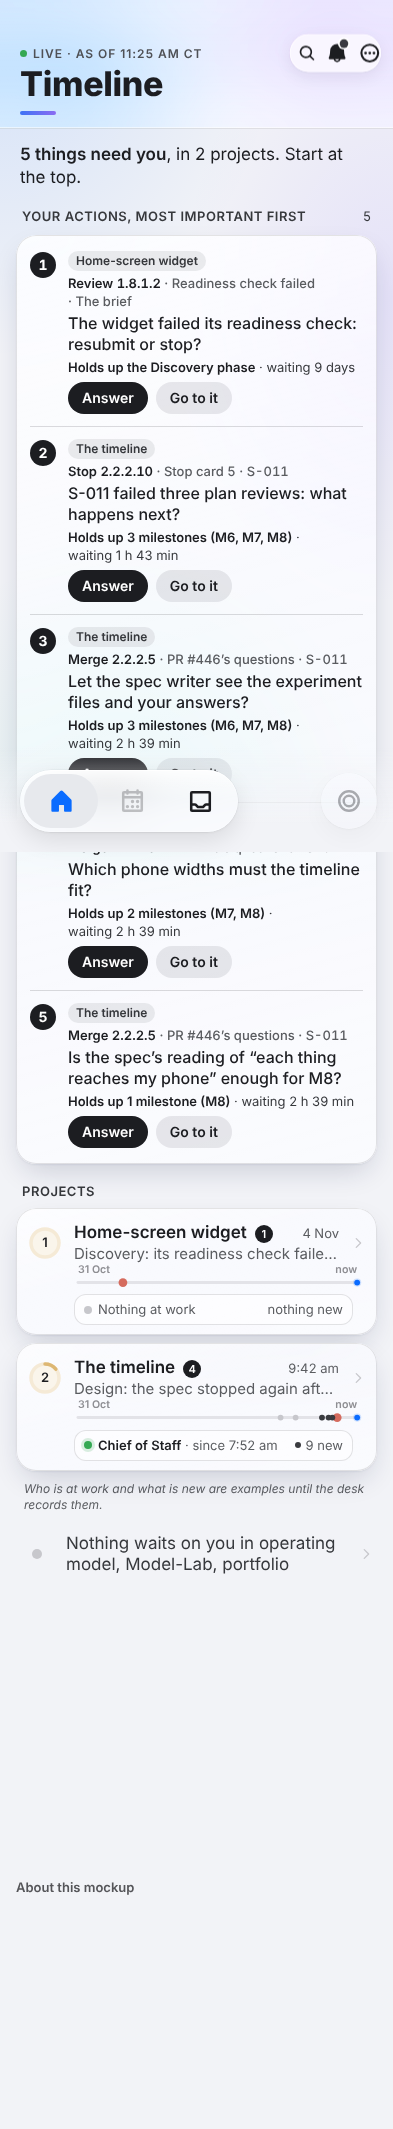 LIVE · AS OF 11:25 AM CT
Timeline
5 things need you, in 2 projects. Start at
the top.
YOUR ACTIONS, MOST IMPORTANT FIRST 5
1 Home-screen widget
Review 1.8.1.2 · Readiness check failed
· The brief
The widget failed its readiness check:
resubmit or stop?
Holds up the Discovery phase · waiting 9 days
Answer Go to it
2 The timeline
Stop 2.2.2.10 · Stop card 5 · S-011
S-011 failed three plan reviews: what
happens next?
Holds up 3 milestones (M6, M7, M8) ·
waiting 1 h 43 min
Answer Go to it
3 The timeline
Merge 2.2.2.5 · PR #446’s questions · S-011
Let the spec writer see the experiment
files and your answers?
Holds up 3 milestones (M6, M7, M8) ·
waiting 2 h 39 min
Which phone widths must the timeline
fit?
Holds up 2 milestones (M7, M8) ·
waiting 2 h 39 min
Answer Go to it
5 The timeline
Merge 2.2.2.5 · PR #446’s questions · S-011
Is the spec’s reading of “each thing
reaches my phone” enough for M8?
Holds up 1 milestone (M8) · waiting 2 h 39 min
Answer Go to it
PROJECTS
1 Home-screen widget 1 4 Nov
Discovery: its readiness check faile...
31 Oct now
Nothing at work nothing new
2 The timeline 4 9:42 am
Design: the spec stopped again aft...
31 Oct now
Chief of Staff · since 7:52 am 9 new
Who is at work and what is new are examples until the desk
records them.
Nothing waits on you in operating
model, Model-Lab, portfolio
About this mockup